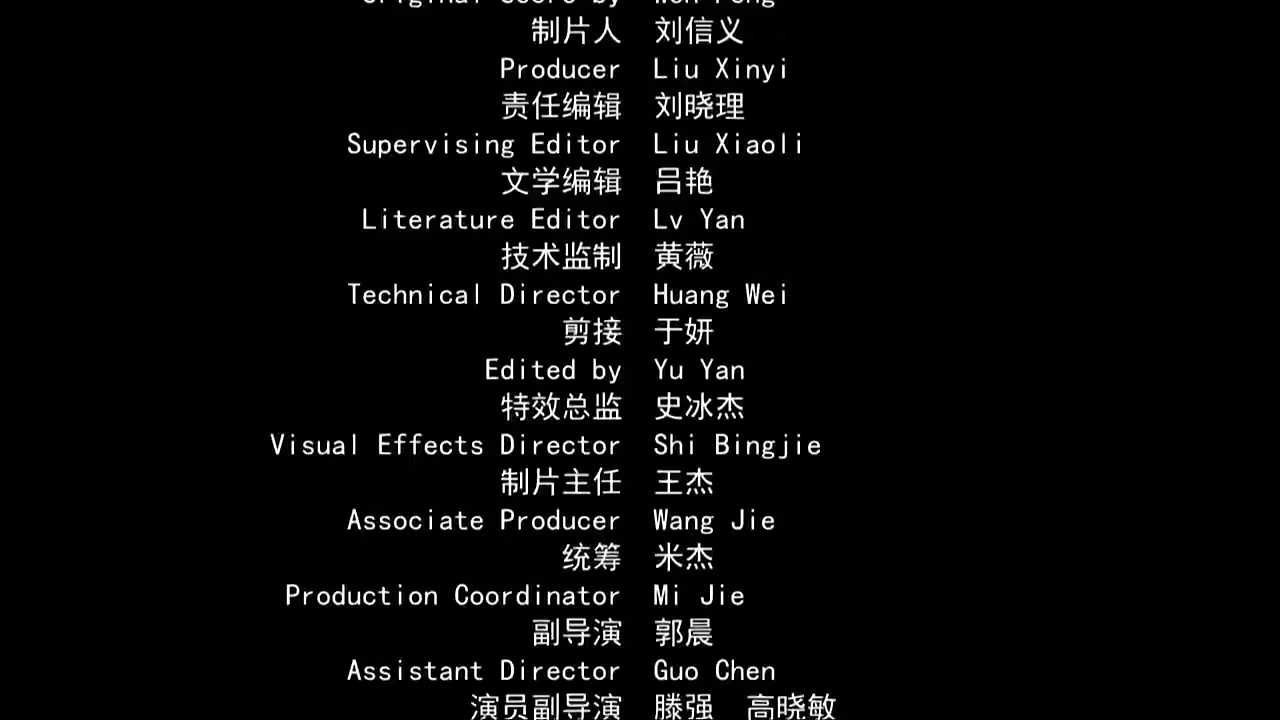 Original Score by  Wen Feng
制片人  刘信义
Producer  Liu Xinyi
责任编辑  刘晓理
Supervising Editor  Liu Xiaoli
文学编辑  吕艳
Literature Editor  Lv Yan
技术监制  黄薇
Technical Director  Huang Wei
剪接  于妍
Edited by  Yu Yan
特效总监  史冰杰
Visual Effects Director  Shi Bingjie
制片主任  王杰
Associate Producer  Wang Jie
统筹  米杰
Production Coordinator  Mi Jie
副导演  郭晨
Assistant Director  Guo Chen
演员副导演  滕强  高晓敏